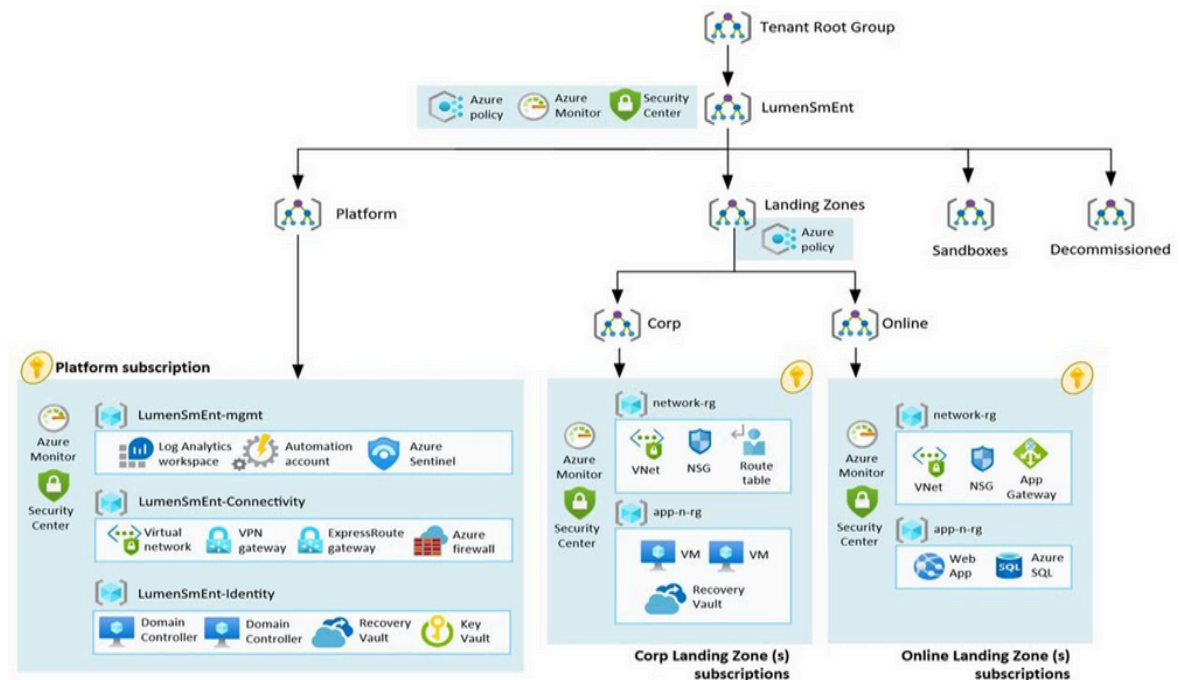 Tenant Root Group
Azure
policy
Azure
Monitor
Security
Center
LumenSmEnt
Platform
Landing Zones
Azure
policy
Sandboxes
Decommissioned
Corp
Online
Platform subscription
Azure
Monitor
Security
Center
LumenSmEnt-mgmt
Log Analytics
workspace
Automation
account
Azure
Sentinel
LumenSmEnt-Connectivity
Virtual
network
VPN
gateway
ExpressRoute
gateway
Azure
firewall
LumenSmEnt-Identity
Domain
Controller
Domain
Controller
Recovery
Vault
Key
Vault
Azure
Monitor
Security
Center
network-rg
VNet
NSG
Route
table
app-n-rg
VM
VM
Recovery
Vault
Corp Landing Zone (s)
subscriptions
Azure
Monitor
Security
Center
network-rg
VNet
NSG
App
Gateway
app-n-rg
Web
App
SQL
Azure
SQL
Online Landing Zone (s)
subscriptions